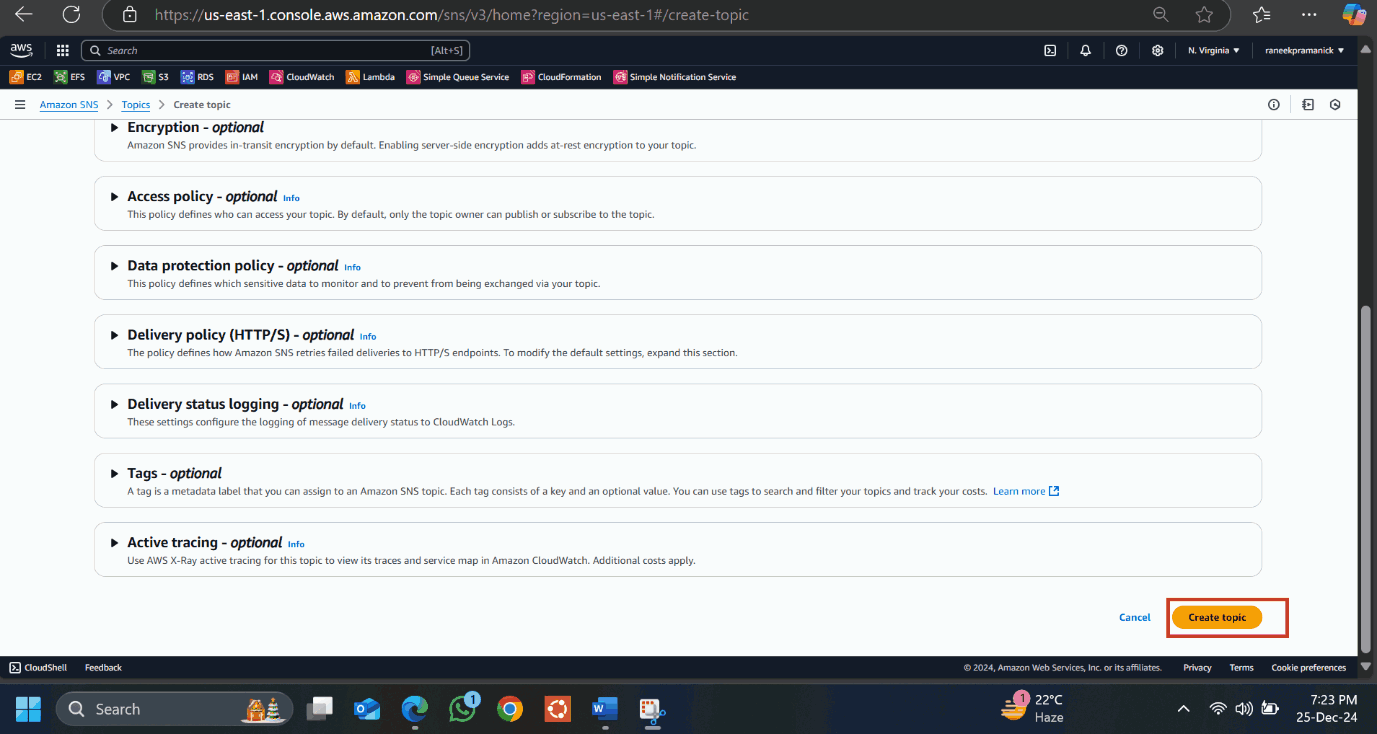 https://us-east-1.console.aws.amazon.com/sns/v3/home?region=us-east-1#/create-topic
aws Search [Alt+S] N. Virginia raneekpramanick
EC2 EFS VPC S3 RDS IAM CloudWatch Lambda Simple Queue Service CloudFormation Simple Notification Service
Amazon SNS Topics Create topic
Encryption - optional
Amazon SNS provides in-transit encryption by default. Enabling server-side encryption adds at-rest encryption to your topic.
Access policy - optional Info
This policy defines who can access your topic. By default, only the topic owner can publish or subscribe to the topic.
Data protection policy - optional Info
This policy defines which sensitive data to monitor and to prevent from being exchanged via your topic.
Delivery policy (HTTP/S) - optional Info
The policy defines how Amazon SNS retries failed deliveries to HTTP/S endpoints. To modify the default settings, expand this section.
Delivery status logging - optional Info
These settings configure the logging of message delivery status to CloudWatch Logs.
Tags - optional
A tag is a metadata label that you can assign to an Amazon SNS topic. Each tag consists of a key and an optional value. You can use tags to search and filter your topics and track your costs. Learn more
Active tracing - optional Info
Use AWS X-Ray active tracing for this topic to view its traces and service map in Amazon CloudWatch. Additional costs apply.
Cancel Create topic
CloudShell Feedback © 2024, Amazon Web Services, Inc. or its affiliates. Privacy Terms Cookie preferences
Search 1 1 22°C 7:23 PM
Haze 25-Dec-24